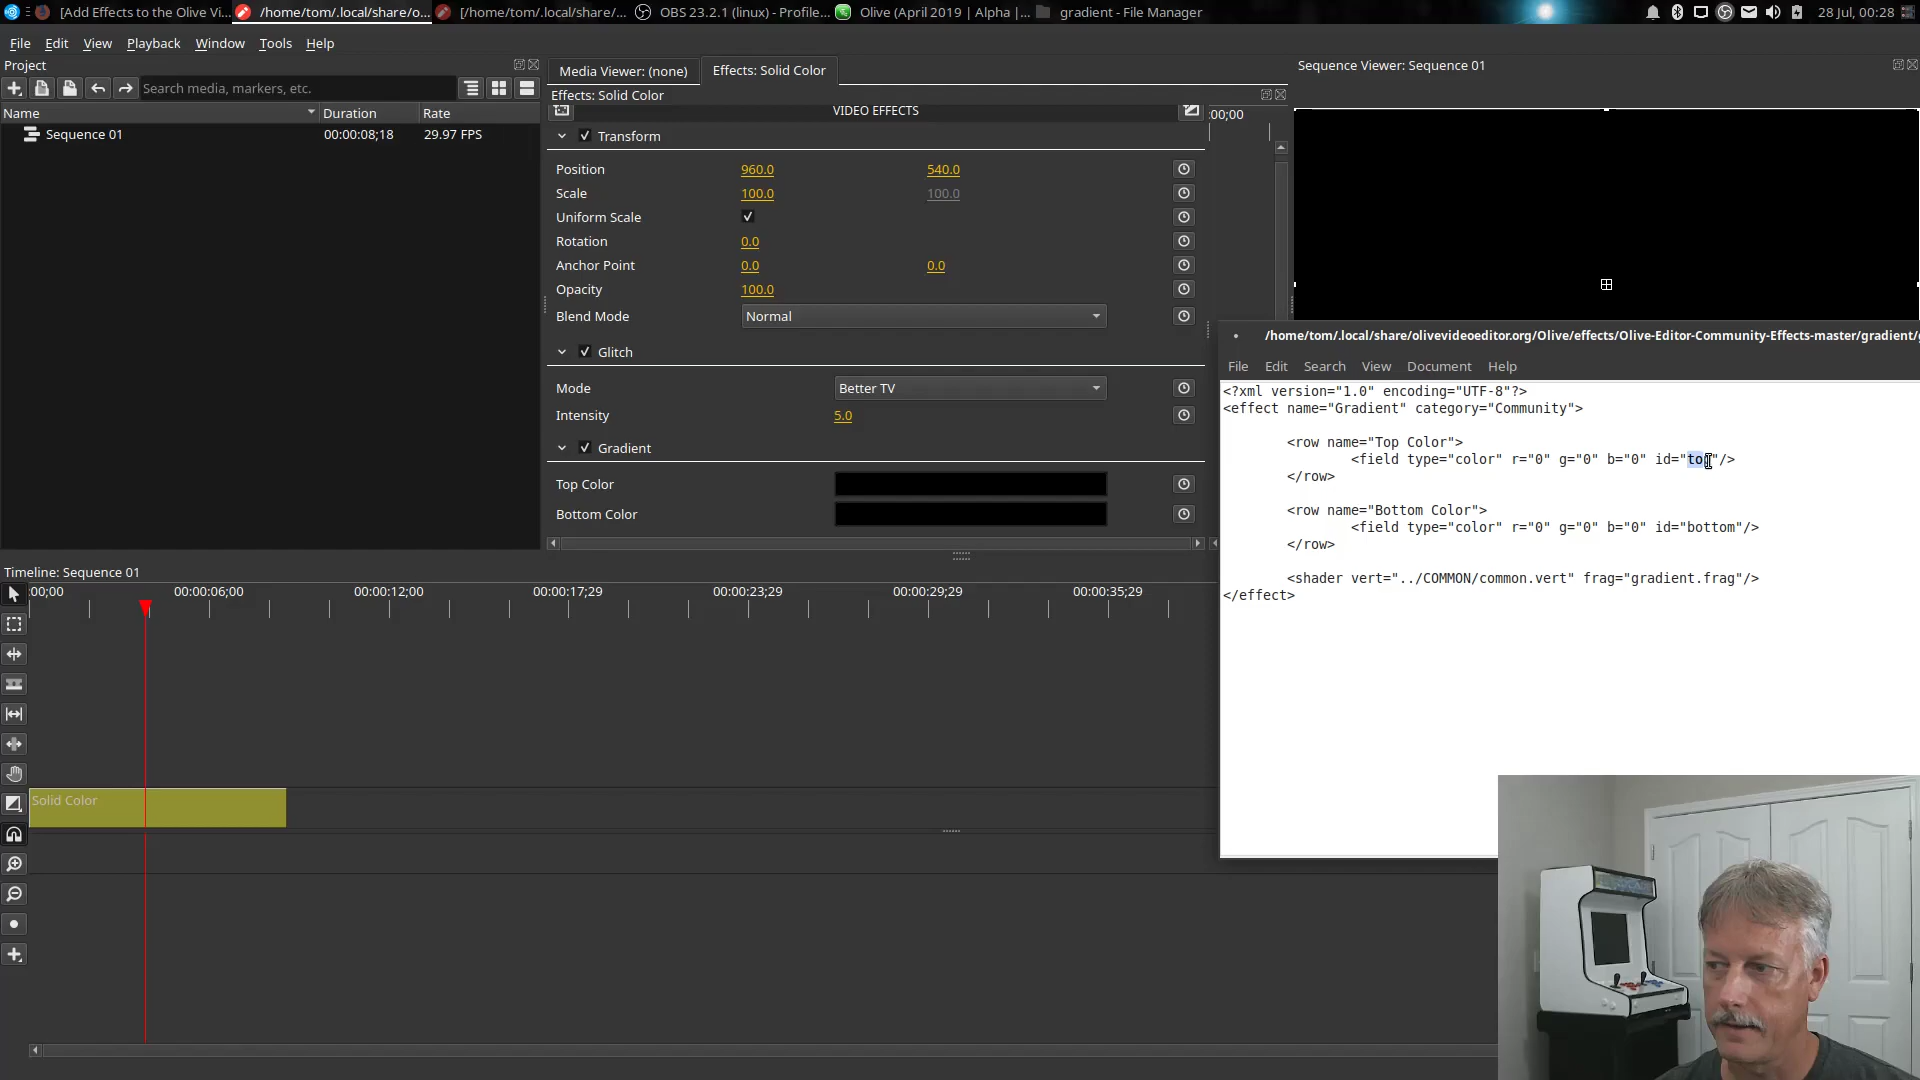 [Add Effects to the Olive Vi... /home/tom/.local/share/o... [/home/tom/.local/share/... OBS 23.2.1 (linux) - Profile... Olive (April 2019 | Alpha |... gradient - File Manager 28 Jul, 00:28
File Edit View Playback Window Tools Help
Project
Search media, markers, etc.
Name Duration Rate
Sequence 01 00:00:08;18 29.97 FPS
Media Viewer: (none) Effects: Solid Color
Effects: Solid Color
VIDEO EFFECTS
:00;00
Transform
Position 960.0 540.0
Scale 100.0 100.0
Uniform Scale
Rotation 0.0
Anchor Point 0.0 0.0
Opacity 100.0
Blend Mode Normal
Glitch
Mode Better TV
Intensity 5.0
Gradient
Top Color
Bottom Color
Sequence Viewer: Sequence 01
/home/tom/.local/share/olivevideoeditor.org/Olive/effects/Olive-Editor-Community-Effects-master/gradient/
File Edit Search View Document Help
<?xml version="1.0" encoding="UTF-8"?>
<effect name="Gradient" category="Community">
<row name="Top Color">
<field type="color" r="0" g="0" b="0" id="top"/>
</row>
<row name="Bottom Color">
<field type="color" r="0" g="0" b="0" id="bottom"/>
</row>
<shader vert="../COMMON/common.vert" frag="gradient.frag"/>
</effect>
Timeline: Sequence 01
:00;00 00:00:06;00 00:00:12;00 00:00:17;29 00:00:23;29 00:00:29;29 00:00:35;29
Solid Color